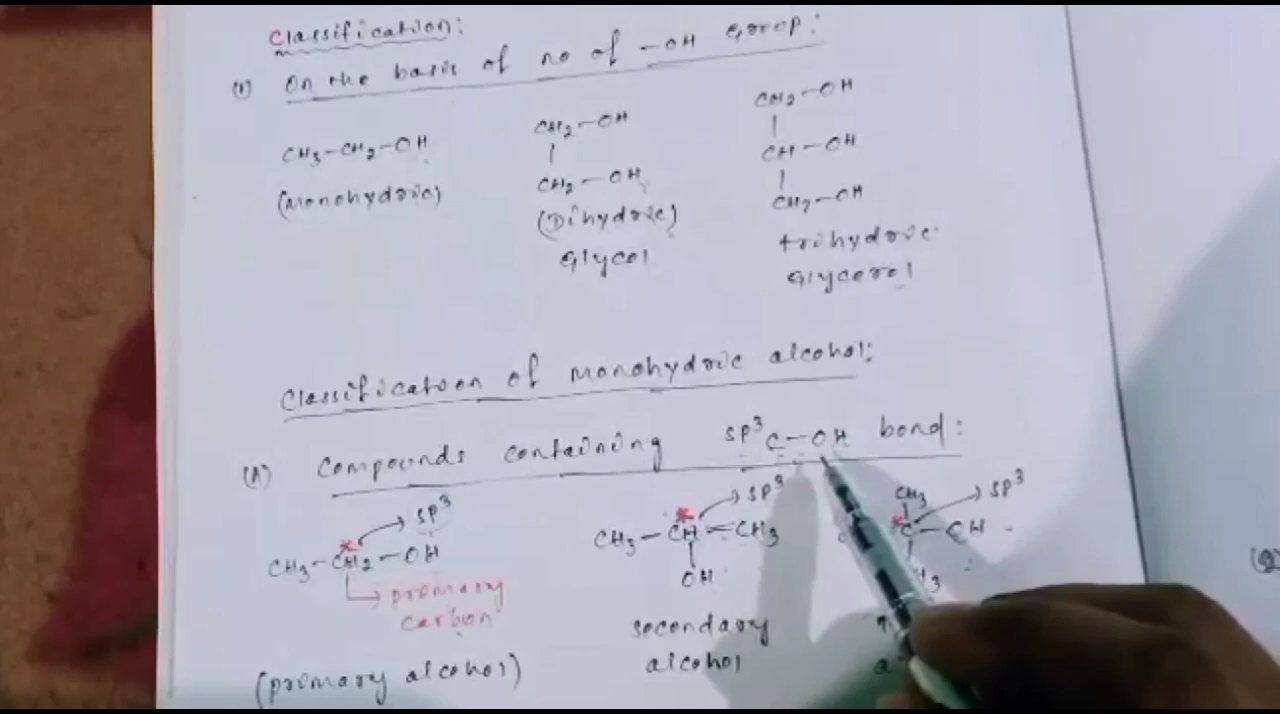 Classification:
(1) On the basis of no of -OH Group:
CH3-CH2-OH
(Monohydric)
CH2-OH
|
CH2-OH
(Dihydric)
Glycol
CH2-OH
|
CH-OH
|
CH2-OH
trihydric
Glycerol
Classification of monohydric alcohol:
(A) Compounds containing sp³ C-OH bond:
CH3-CH2-OH
sp³
primary
carbon
(primary alcohol)
CH3-CH-CH3
sp³
OH
secondary
alcohol
CH3
sp³
C-OH